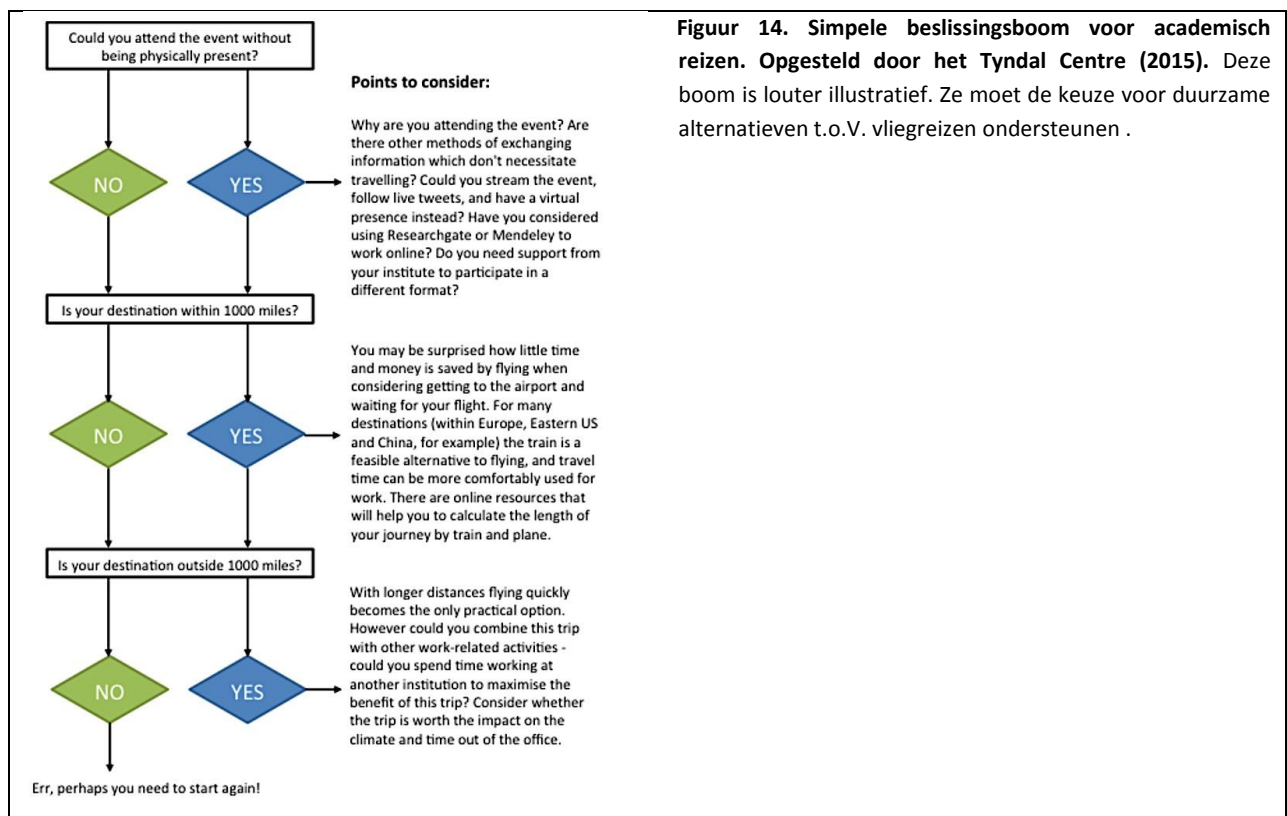 Could you attend the event without
being physically present?
Points to consider:
NO
YES
Why are you attending the event? Are
there other methods of exchanging
information which don't necessitate
travelling? Could you stream the event,
follow live tweets, and have a virtual
presence instead? Have you considered
using Researchgate or Mendeley to
work online? Do you need support from
your institute to participate in a
different format?
Is your destination within 1000 miles?
NO
YES
You may be surprised how little time
and money is saved by flying when
considering getting to the airport and
waiting for your flight. For many
destinations (within Europe, Eastern US
and China, for example) the train is a
feasible alternative to flying, and travel
time can be more comfortably used for
work. There are online resources that
will help you to calculate the length of
your journey by train and plane.
Is your destination outside 1000 miles?
NO
YES
With longer distances flying quickly
becomes the only practical option.
However could you combine this trip
with other work-related activities -
could you spend time working at
another institution to maximise the
benefit of this trip? Consider whether
the trip is worth the impact on the
climate and time out of the office.
Err, perhaps you need to start again!
Figuur 14. Simpele beslissingsboom voor academisch
reizen. Opgesteld door het Tyndal Centre (2015). Deze
boom is louter illustratief. Ze moet de keuze voor duurzame
alternatieven t.o.V. vliegreizen ondersteunen .